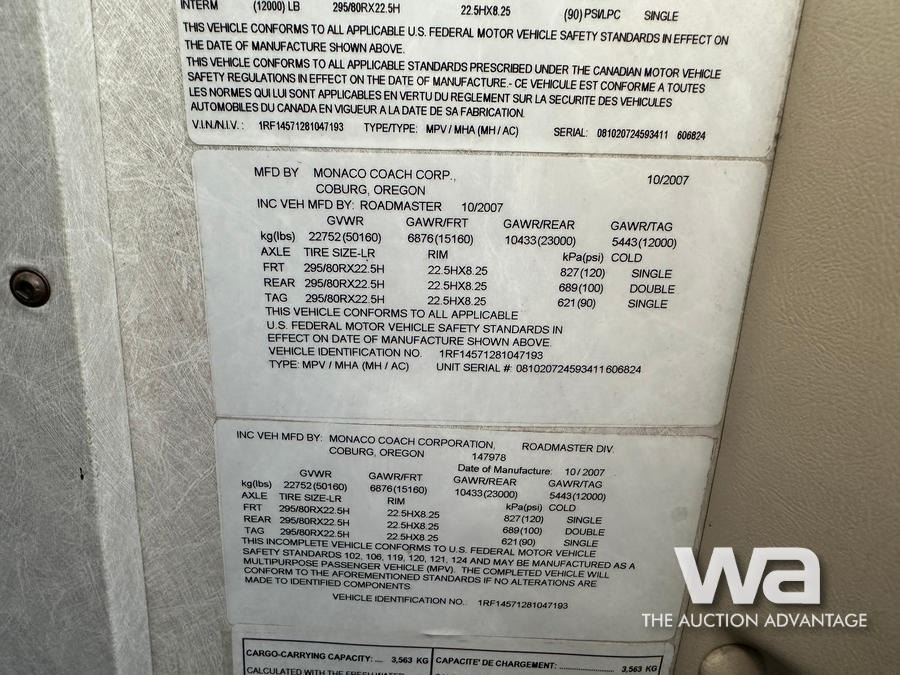 INTERM (12000) LB 295/80RX22.5H 22.5HX8.25 (90) PSI/LPC SINGLE
THIS VEHICLE CONFORMS TO ALL APPLICABLE U.S. FEDERAL MOTOR VEHICLE SAFETY STANDARDS IN EFFECT ON
THE DATE OF MANUFACTURE SHOWN ABOVE.
THIS VEHICLE CONFORMS TO ALL APPLICABLE STANDARDS PRESCRIBED UNDER THE CANADIAN MOTOR VEHICLE
SAFETY REGULATIONS IN EFFECT ON THE DATE OF MANUFACTURE.- CE VEHICULE EST CONFORME A TOUTES
LES NORMES QUI LUI SONT APPLICABLES EN VERTU DU REGLEMENT SUR LA SECURITE DES VEHICULES
AUTOMOBILES DU CANADA EN VIGUEUR A LA DATE DE SA FABRICATION.
V.I.N./N.I.V.: 1RF14571281047193 TYPE/TYPE: MPV / MHA (MH / AC) SERIAL: 081020724593411 606824
MFD BY MONACO COACH CORP., 10/2007
COBURG, OREGON
INC VEH MFD BY: ROADMASTER 10/2007
GVWR GAWR/FRT GAWR/REAR GAWR/TAG
kg(lbs) 22752(50160) 6876(15160) 10433(23000) 5443(12000)
AXLE TIRE SIZE-LR RIM kPa(psi) COLD
FRT 295/80RX22.5H 22.5HX8.25 827(120) SINGLE
REAR 295/80RX22.5H 22.5HX8.25 689(100) DOUBLE
TAG 295/80RX22.5H 22.5HX8.25 621(90) SINGLE
THIS VEHICLE CONFORMS TO ALL APPLICABLE
U.S. FEDERAL MOTOR VEHICLE SAFETY STANDARDS IN
EFFECT ON DATE OF MANUFACTURE SHOWN ABOVE.
VEHICLE IDENTIFICATION NO. 1RF14571281047193
TYPE: MPV / MHA (MH / AC) UNIT SERIAL #: 081020724593411 606824
INC VEH MFD BY: MONACO COACH CORPORATION, ROADMASTER DIV.
COBURG, OREGON 147978
Date of Manufacture: 10/2007
GVWR GAWR/FRT GAWR/REAR GAWR/TAG
kg(lbs) 22752(50160) 6876(15160) 10433(23000) 5443(12000)
AXLE TIRE SIZE-LR RIM kPa(psi) COLD
FRT 295/80RX22.5H 22.5HX8.25 827(120) SINGLE
REAR 295/80RX22.5H 22.5HX8.25 689(100) DOUBLE
TAG 295/80RX22.5H 22.5HX8.25 621(90) SINGLE
THIS INCOMPLETE VEHICLE CONFORMS TO U.S. FEDERAL MOTOR VEHICLE
SAFETY STANDARDS 102, 106, 119, 120, 121, 124 AND MAY BE MANUFACTURED AS A
MULTIPURPOSE PASSENGER VEHICLE (MPV). THE COMPLETED VEHICLE WILL
CONFORM TO THE AFOREMENTIONED STANDARDS IF NO ALTERATIONS ARE
MADE TO IDENTIFIED COMPONENTS.
VEHICLE IDENTIFICATION NO.: 1RF14571281047193
wa
THE AUCTION ADVANTAGE
CARGO-CARRYING CAPACITY: .... 3,563 KG CAPACITE' DE CHARGEMENT: ........................ 3,563 KG
CALCULATED WITH THE FRESH WATER